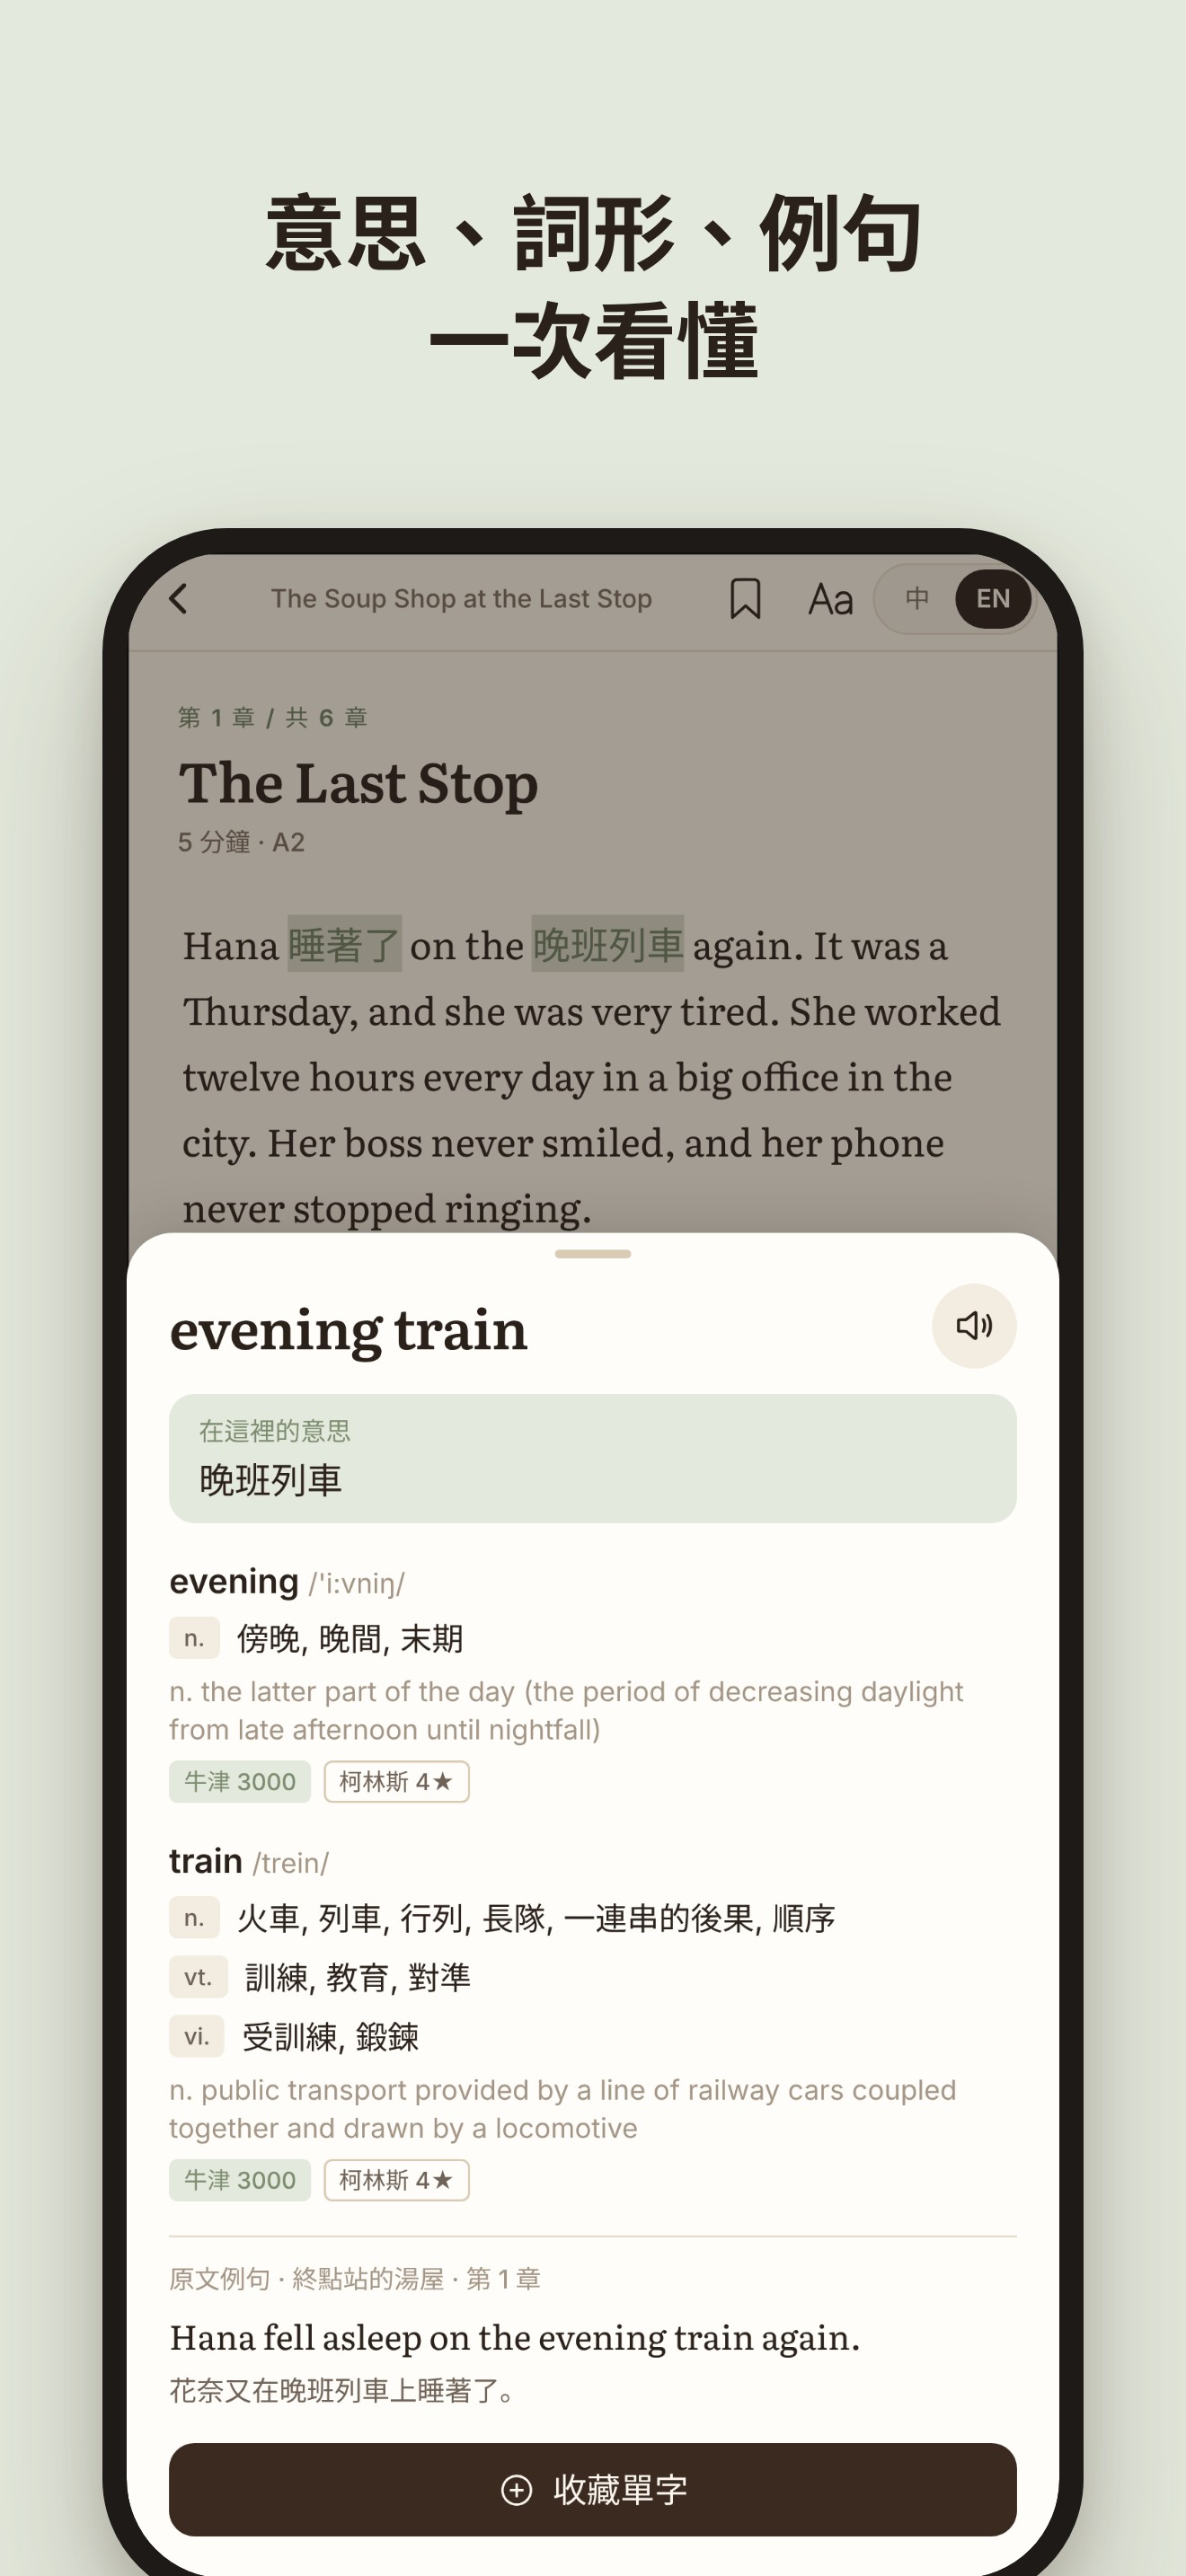 意思、詞形、例句
一次看懂
The Soup Shop at the Last Stop
Aa
中
EN
第 1 章 / 共 6 章
The Last Stop
5 分鐘 · A2
Hana 睡著了 on the 晚班列車 again. It was a
Thursday, and she was very tired. She worked
twelve hours every day in a big office in the
city. Her boss never smiled, and her phone
never stopped ringing.
evening train
在這裡的意思
晚班列車
evening /'i:vniŋ/
n. 傍晚, 晚間, 末期
n. the latter part of the day (the period of decreasing daylight
from late afternoon until nightfall)
牛津 3000 柯林斯 4★
train /trein/
n. 火車, 列車, 行列, 長隊, 一連串的後果, 順序
vt. 訓練, 教育, 對準
vi. 受訓練, 鍛鍊
n. public transport provided by a line of railway cars coupled
together and drawn by a locomotive
牛津 3000 柯林斯 4★
原文例句 · 終點站的湯屋 · 第 1 章
Hana fell asleep on the evening train again.
花奈又在晚班列車上睡著了。
收藏單字